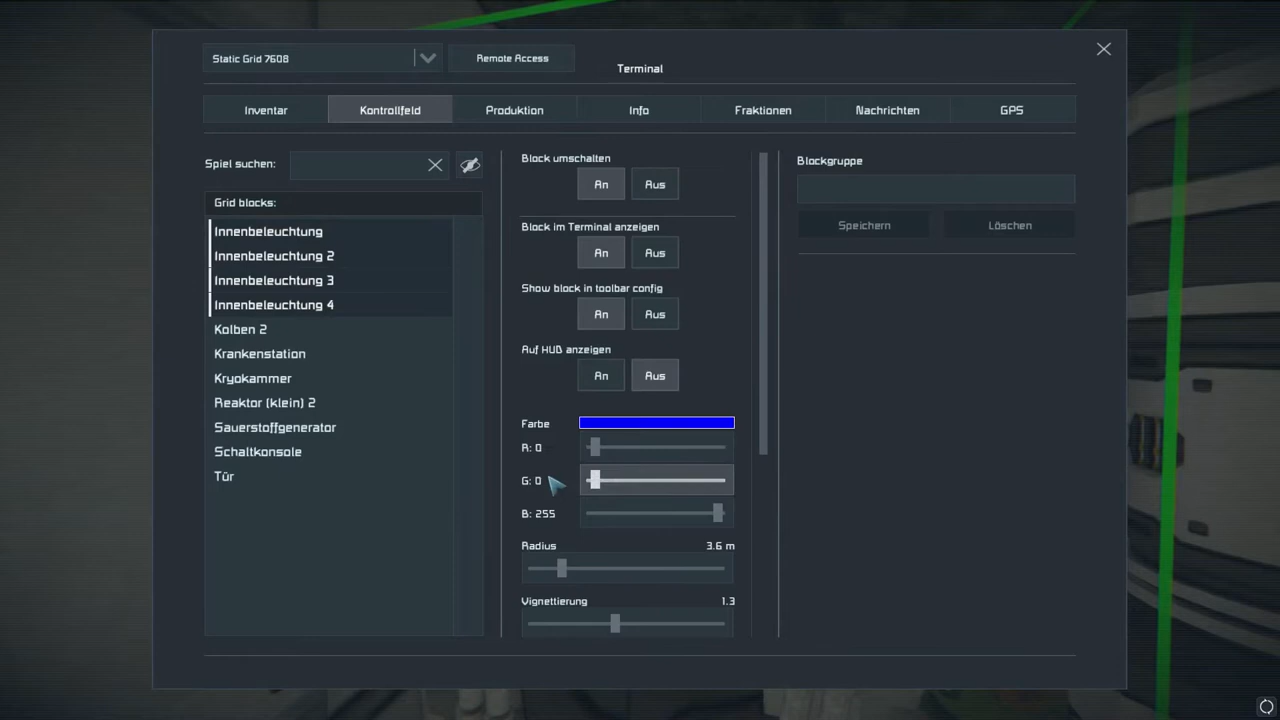 Static Grid 7608
Remote Access
Terminal
Inventar
Kontrollfeld
Produktion
Info
Fraktionen
Nachrichten
GPS
Spiel suchen:
Grid blocks:
Innenbeleuchtung
Innenbeleuchtung 2
Innenbeleuchtung 3
Innenbeleuchtung 4
Kolben 2
Krankenstation
Kryokammer
Reaktor (klein) 2
Sauerstoffgenerator
Schaltkonsole
Tür
Block umschalten
An Aus
Block im Terminal anzeigen
An Aus
Show block in toolbar config
An Aus
Auf HUD anzeigen
An Aus
Farbe
R: 0
G: 0
B: 255
Radius 3.6 m
Vignettierung 1.3
Blockgruppe
Speichern
Löschen